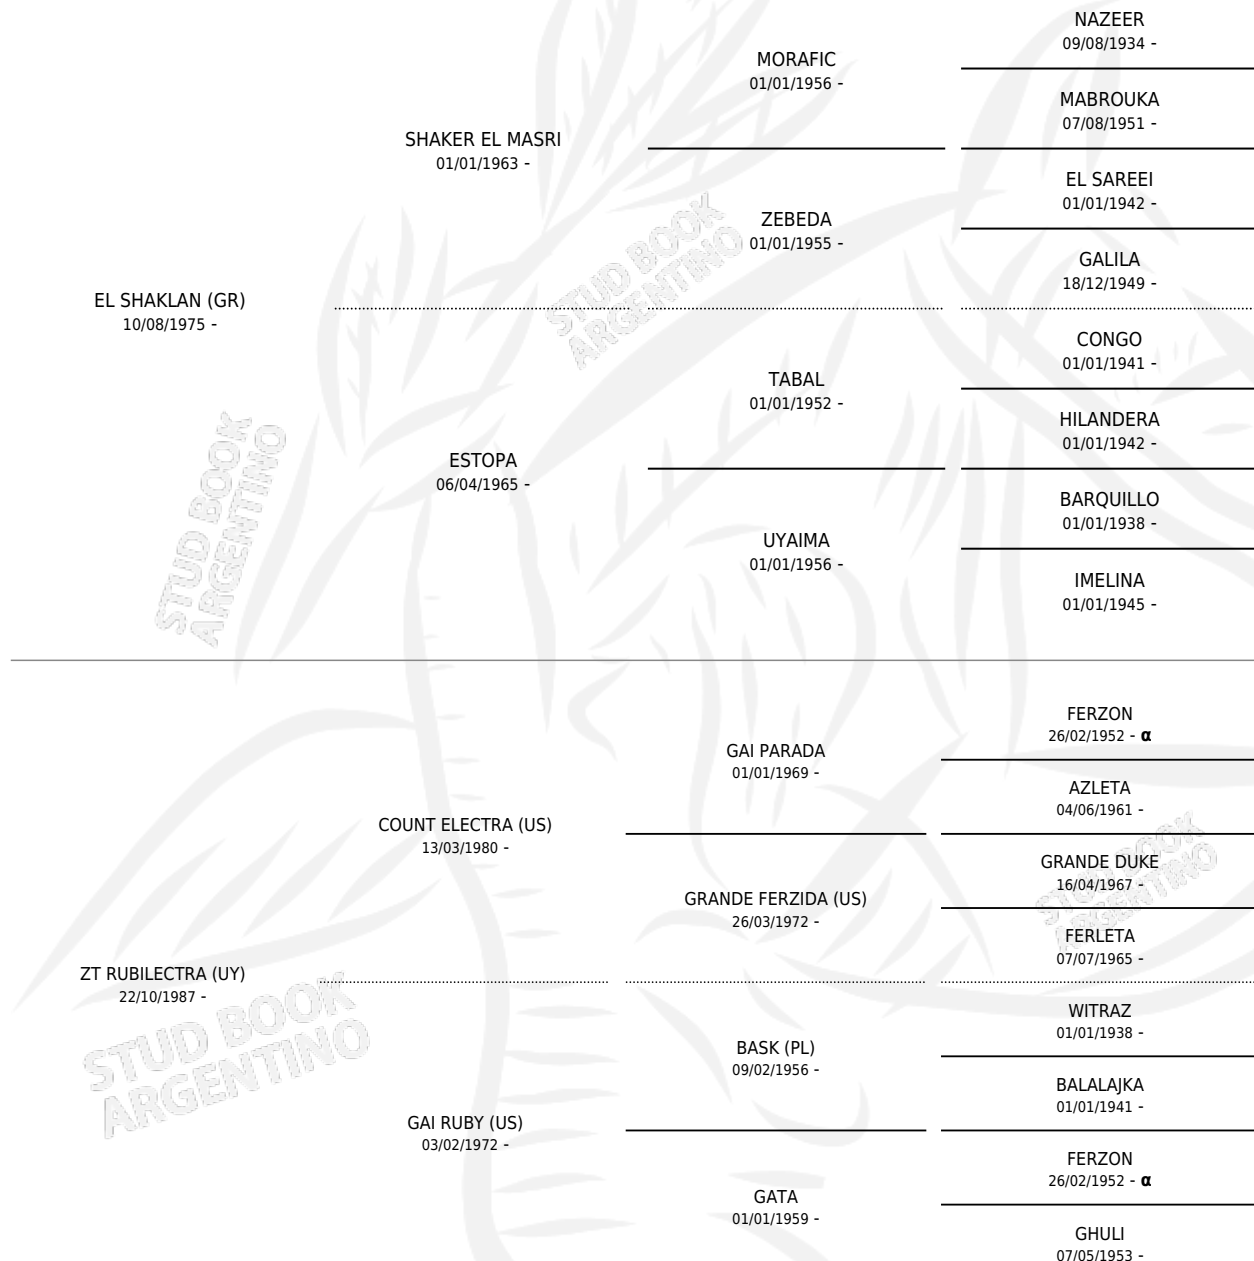 NAZEER
09/08/1934 -
MORAFIC
01/01/1956 -
MABROUKA
07/08/1951 -
SHAKER EL MASRI
01/01/1963 -
EL SAREEI
01/01/1942 -
ZEBEDA
01/01/1955 -
GALILA
18/12/1949 -
EL SHAKLAN (GR)
10/08/1975 -
CONGO
01/01/1941 -
TABAL
01/01/1952 -
HILANDERA
01/01/1942 -
ESTOPA
06/04/1965 -
BARQUILLO
01/01/1938 -
UYAIMA
01/01/1956 -
IMELINA
01/01/1945 -
FERZON
26/02/1952 - α
GAI PARADA
01/01/1969 -
AZLETA
04/06/1961 -
COUNT ELECTRA (US)
13/03/1980 -
GRANDE DUKE
16/04/1967 -
GRANDE FERZIDA (US)
26/03/1972 -
FERLETA
07/07/1965 -
ZT RUBILECTRA (UY)
22/10/1987 -
WITRAZ
01/01/1938 -
BASK (PL)
09/02/1956 -
BALALAJKA
01/01/1941 -
GAI RUBY (US)
03/02/1972 -
FERZON
26/02/1952 - α
GATA
01/01/1959 -
GHULI
07/05/1953 -
STUD BOOK
ARGENTINO
STUD BOOK
ARGENTINO
STUD BOOK
ARGENTINO
STUD BOOK
ARGENTINO